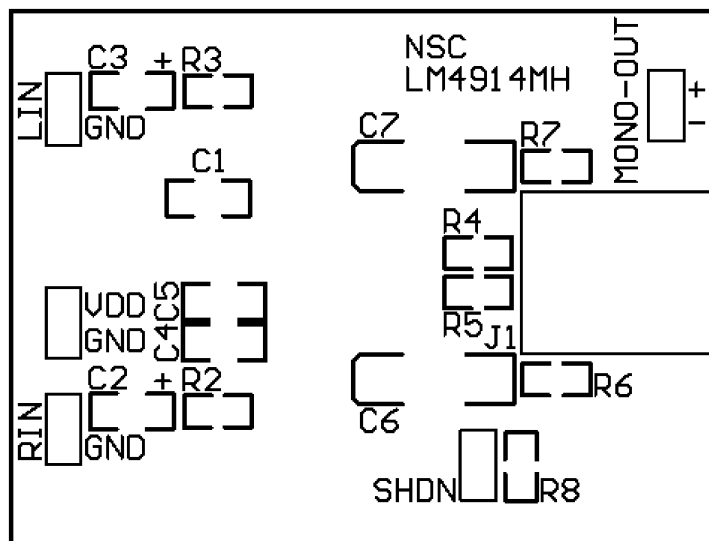 C3 + R3
LIN
GND
NSC
LM4914MH
MONO-OUT
+
-
C7
R7
C1
R4
VDD
GND
C5
C4
R5
J1
C2 + R2
RIN
GND
C6
R6
SHDN
R8